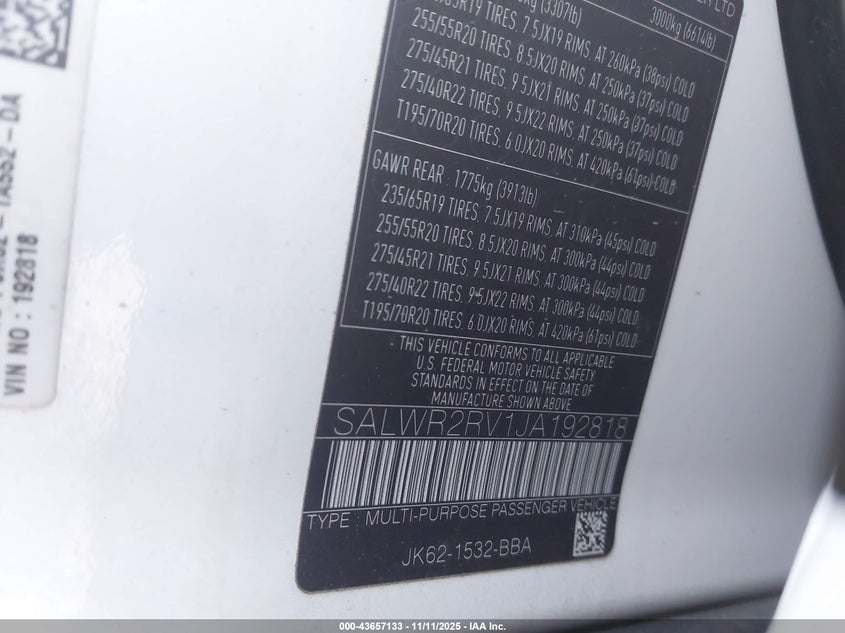 ER LTD
kg (3307lb) 3000kg (6614lb)
/65R19 TIRES. 7.5JX19 RIMS. AT 260kPa (38psi) COLD
255/55R20 TIRES. 8.5JX20 RIMS. AT 250kPa (37psi) COLD
275/45R21 TIRES. 9.5JX21 RIMS. AT 250kPa (37psi) COLD
275/40R22 TIRES. 9.5JX22 RIMS. AT 250kPa (37psi) COLD
T195/70R20 TIRES. 6.0JX20 RIMS. AT 420kPa (61psi) COLD
GAWR REAR : 1775kg (3913lb)
235/65R19 TIRES. 7.5JX19 RIMS. AT 310kPa (45psi) COLD
255/55R20 TIRES. 8.5JX20 RIMS. AT 300kPa (44psi) COLD
275/45R21 TIRES. 9.5JX21 RIMS. AT 300kPa (44psi) COLD
275/40R22 TIRES. 9.5JX22 RIMS. AT 300kPa (44psi) COLD
T195/70R20 TIRES. 6.0JX20 RIMS. AT 420kPa (61psi) COLD
THIS VEHICLE CONFORMS TO ALL APPLICABLE
U.S. FEDERAL MOTOR VEHICLE SAFETY
STANDARDS IN EFFECT ON THE DATE OF
MANUFACTURE SHOWN ABOVE
SALWR2RV1JA192818
TYPE : MULTI-PURPOSE PASSENGER VEHICLE
JK62-1532-BBA
VIN NO : 192818
000-43657133 - 11/11/2025 - IAA Inc.